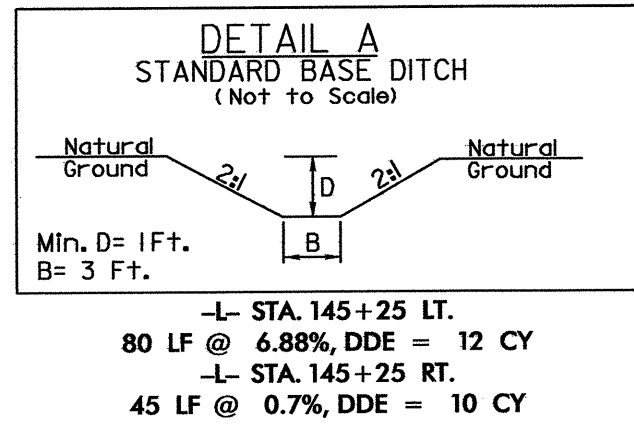 DETAIL A
STANDARD BASE DITCH
(Not to Scale)
Natural
Ground
2:1
D
2:1
Natural
Ground
B
Min. D= 1Ft.
B= 3 Ft.
-L- STA. 145+25 LT.
80 LF @ 6.88%, DDE = 12 CY
-L- STA. 145+25 RT.
45 LF @ 0.7%, DDE = 10 CY